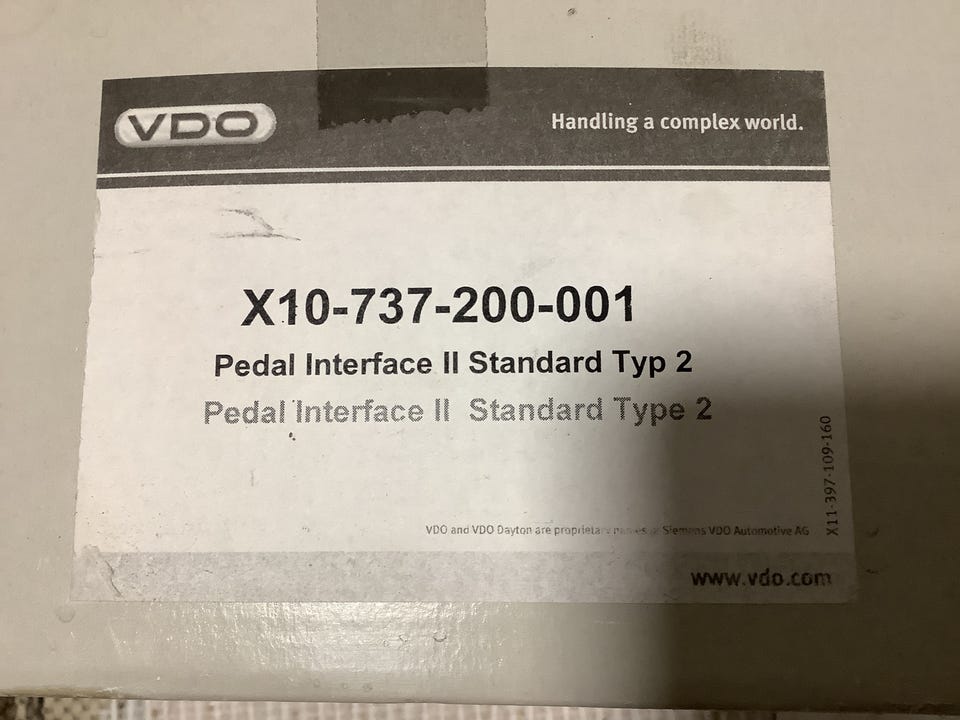 VDO
Handling a complex world.
X10-737-200-001
Pedal Interface II Standard Typ 2
Pedal Interface II Standard Type 2
X11-397-109-160
VDO and VDO Dayton are proprietary names of Siemens VDO Automotive AG
www.vdo.com